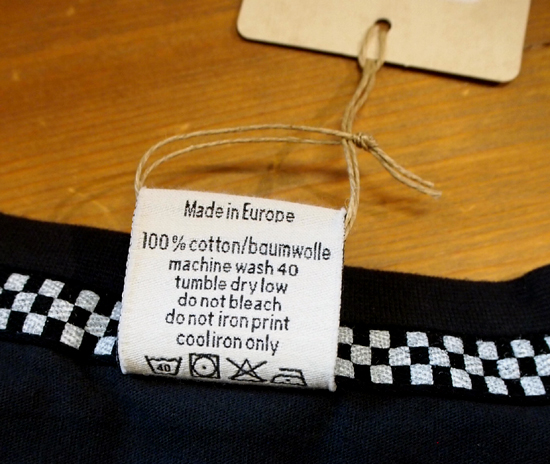 Made in Europe
100% cotton/baumwolle
machine wash 40
tumble dry low
do not bleach
do not iron print
cool iron only
40